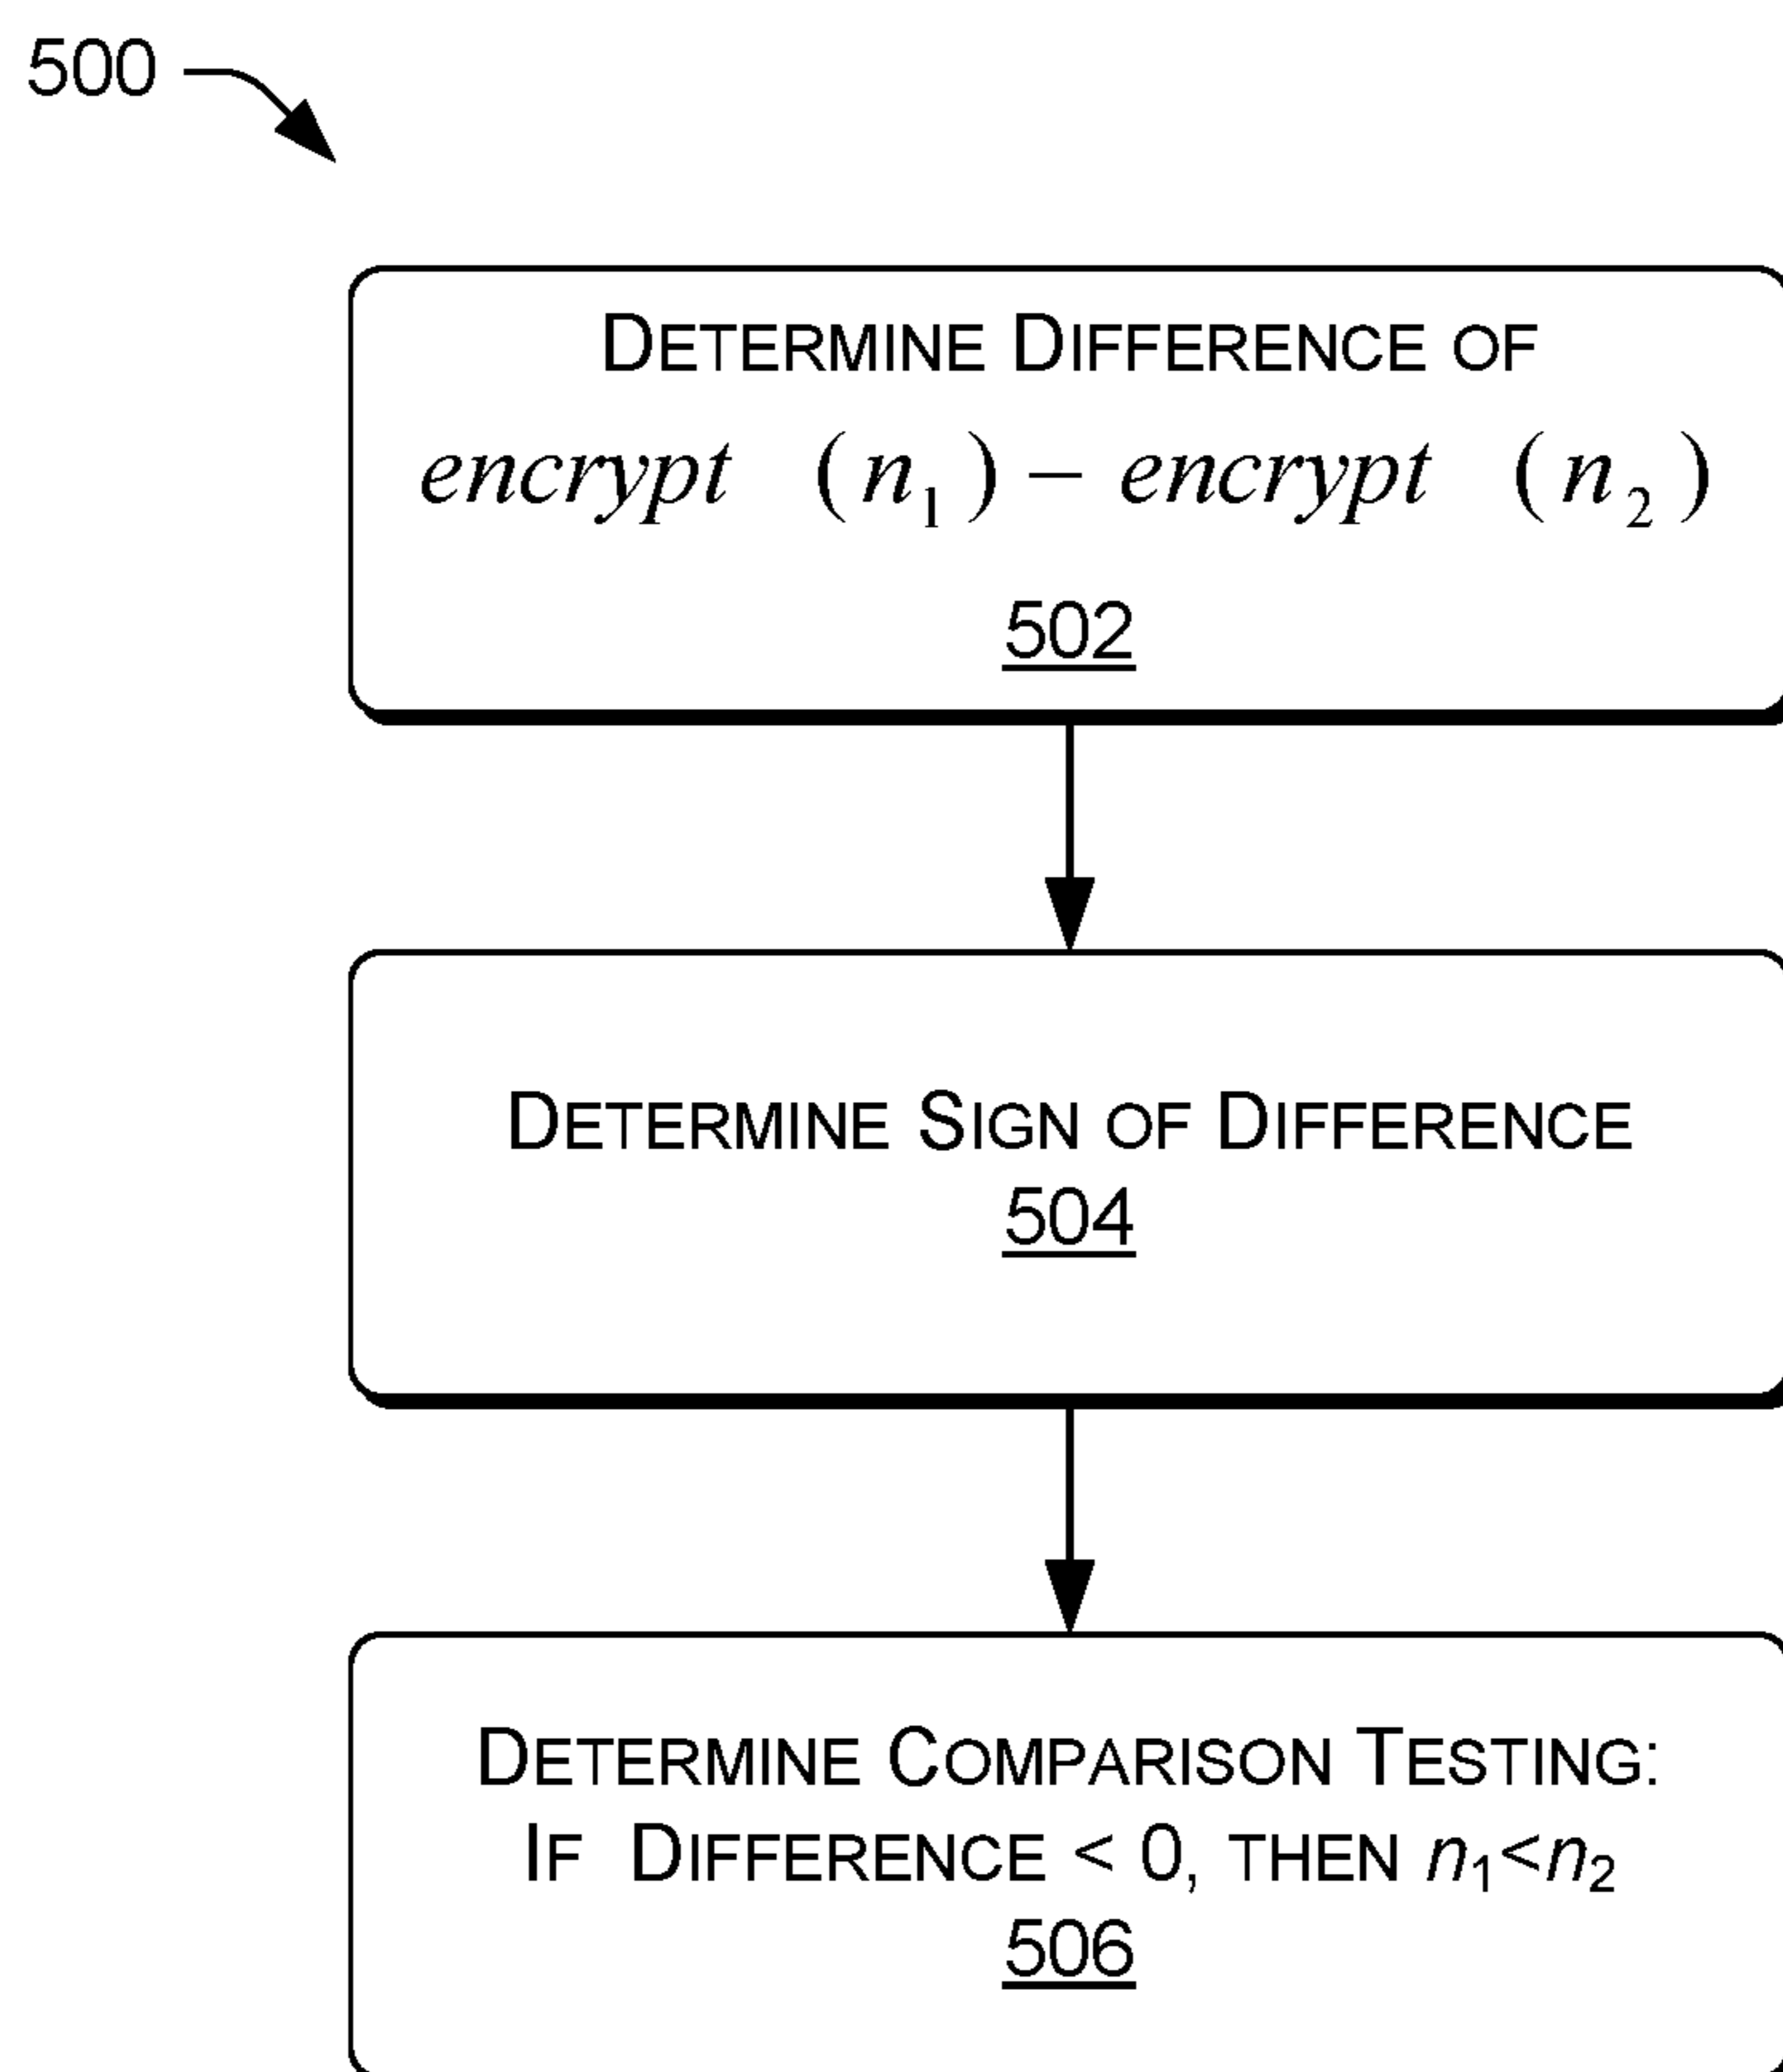 500
DETERMINE DIFFERENCE OF
encrypt (n₁) − encrypt (n₂)
502
DETERMINE SIGN OF DIFFERENCE
504
DETERMINE COMPARISON TESTING:
IF DIFFERENCE < 0, THEN n₁<n₂
506